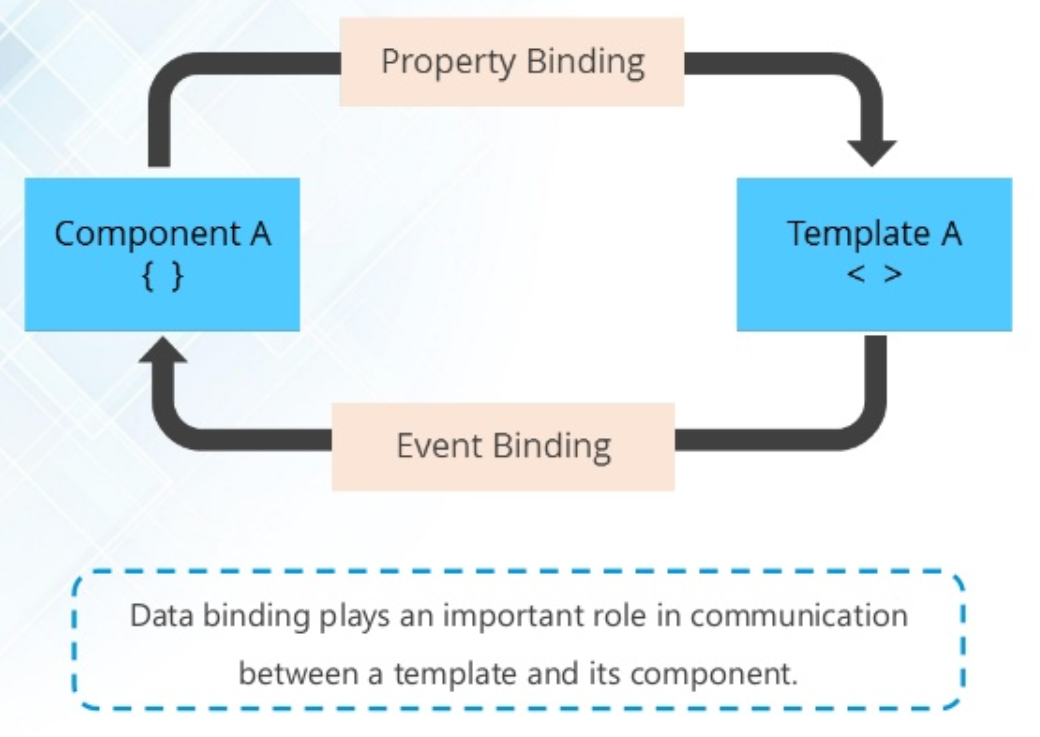 Property Binding
Component A
{ }
Template A
< >
Event Binding
Data binding plays an important role in communication
between a template and its component.